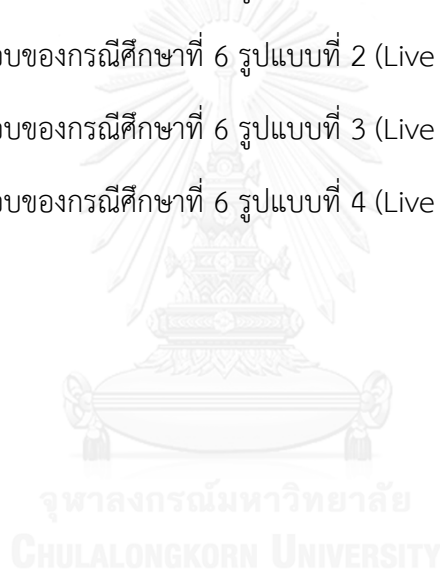 บของกรณีศึกษาที่ 6 รูปแบบที่ 2 (Live
บของกรณีศึกษาที่ 6 รูปแบบที่ 3 (Live
บของกรณีศึกษาที่ 6 รูปแบบที่ 4 (Live
จุฬาลงกรณ์มหาวิทยาลัย
CHULALONGKORN UNIVERSITY